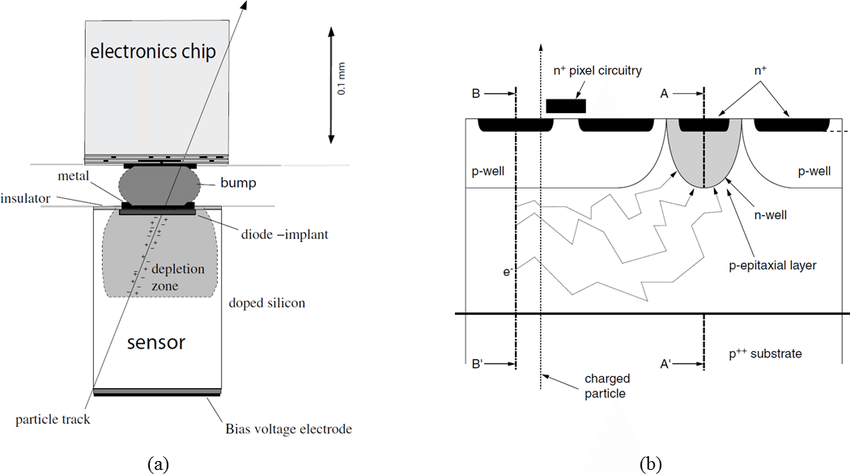 electronics chip
0.1 mm
metal
bump
insulator
diode –implant
depletion
zone
doped silicon
sensor
particle track
Bias voltage electrode
(a)
n+ pixel circuitry
B
A
n+
p-well
p-well
n-well
p-epitaxial layer
e-
p++ substrate
B'
A'
charged
particle
(b)